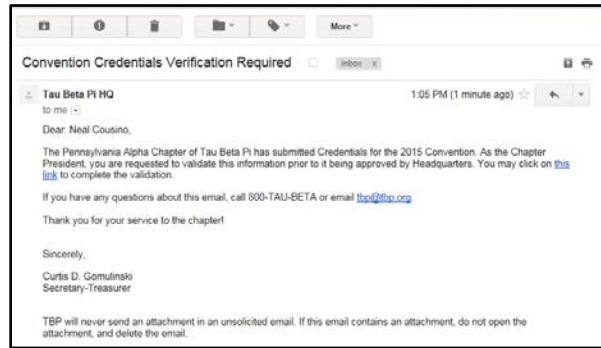 More
Convention Credentials Verification Required
Inbox x
Tau Beta Pi HQ
1:05 PM (1 minute ago)
to me
Dear: Neal Cousino,
The Pennsylvania Alpha Chapter of Tau Beta Pi has submitted Credentials for the 2015 Convention. As the Chapter
President, you are requested to validate this information prior to it being approved by Headquarters. You may click on this
link to complete the validation.
If you have any questions about this email, call 800-TAU-BETA or email tbp@tbp.org.
Thank you for your service to the chapter!
Sincerely,
Curtis D. Gomulinski
Secretary-Treasurer
TBP will never send an attachment in an unsolicited email. If this email contains an attachment, do not open the
attachment, and delete the email.